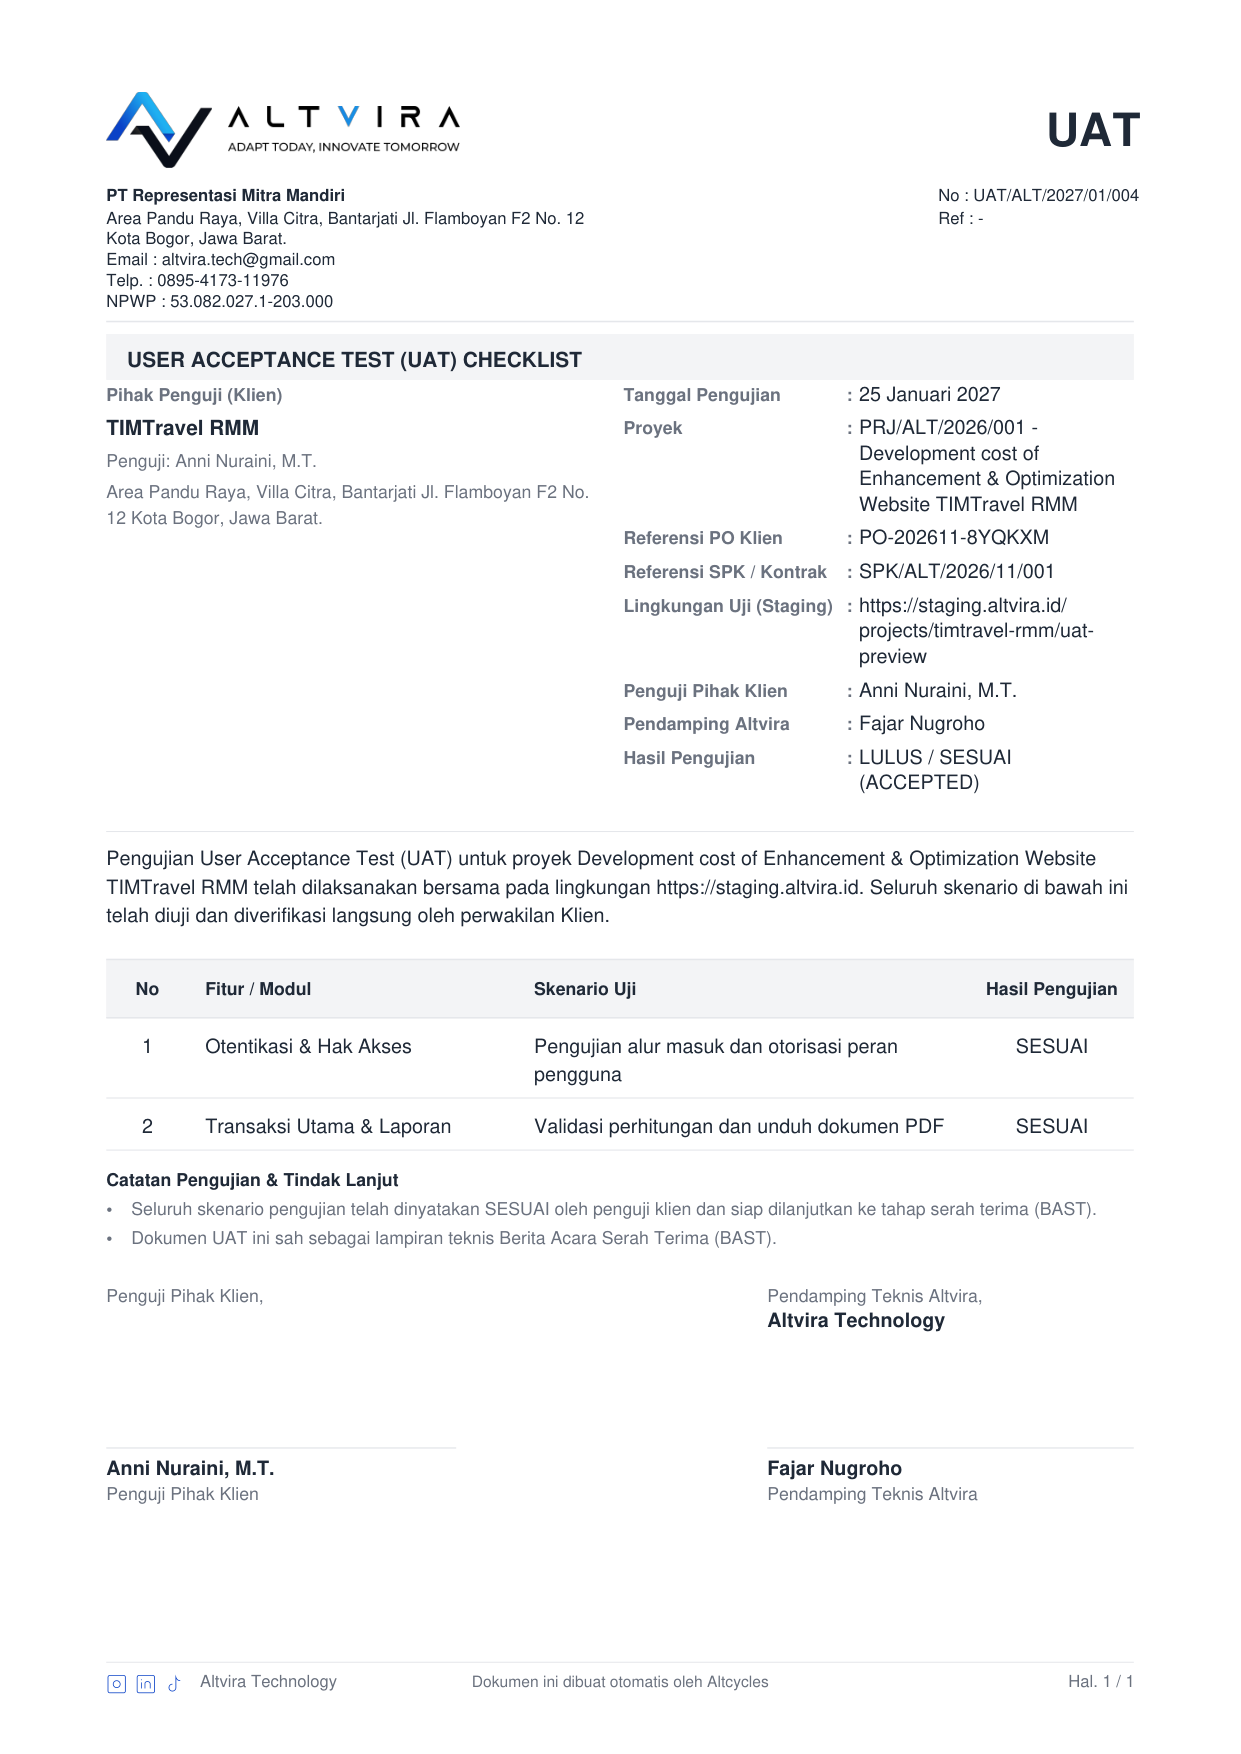 ALTVIRA
ADAPT TODAY, INNOVATE TOMORROW
UAT
PT Representasi Mitra Mandiri
Area Pandu Raya, Villa Citra, Bantarjati Jl. Flamboyan F2 No. 12
Kota Bogor, Jawa Barat.
Email : altvira.tech@gmail.com
Telp. : 0895-4173-11976
NPWP : 53.082.027.1-203.000
No : UAT/ALT/2027/01/004
Ref : -
USER ACCEPTANCE TEST (UAT) CHECKLIST
Pihak Penguji (Klien)
TIMTravel RMM
Penguji: Anni Nuraini, M.T.
Area Pandu Raya, Villa Citra, Bantarjati Jl. Flamboyan F2 No.
12 Kota Bogor, Jawa Barat.
Tanggal Pengujian : 25 Januari 2027
Proyek : PRJ/ALT/2026/001 -
Development cost of
Enhancement & Optimization
Website TIMTravel RMM
Referensi PO Klien : PO-202611-8YQKXM
Referensi SPK / Kontrak : SPK/ALT/2026/11/001
Lingkungan Uji (Staging) : https://staging.altvira.id/
projects/timtravel-rmm/uat-
preview
Penguji Pihak Klien : Anni Nuraini, M.T.
Pendamping Altvira : Fajar Nugroho
Hasil Pengujian : LULUS / SESUAI
(ACCEPTED)
Pengujian User Acceptance Test (UAT) untuk proyek Development cost of Enhancement & Optimization Website
TIMTravel RMM telah dilaksanakan bersama pada lingkungan https://staging.altvira.id. Seluruh skenario di bawah ini
telah diuji dan diverifikasi langsung oleh perwakilan Klien.
No Fitur / Modul Skenario Uji Hasil Pengujian
1 Otentikasi & Hak Akses Pengujian alur masuk dan otorisasi peran SESUAI
pengguna
2 Transaksi Utama & Laporan Validasi perhitungan dan unduh dokumen PDF SESUAI
Catatan Pengujian & Tindak Lanjut
• Seluruh skenario pengujian telah dinyatakan SESUAI oleh penguji klien dan siap dilanjutkan ke tahap serah terima (BAST).
• Dokumen UAT ini sah sebagai lampiran teknis Berita Acara Serah Terima (BAST).
Penguji Pihak Klien,
Pendamping Teknis Altvira,
Altvira Technology
Anni Nuraini, M.T.
Penguji Pihak Klien
Fajar Nugroho
Pendamping Teknis Altvira
Altvira Technology Dokumen ini dibuat otomatis oleh Altcycles Hal. 1 / 1